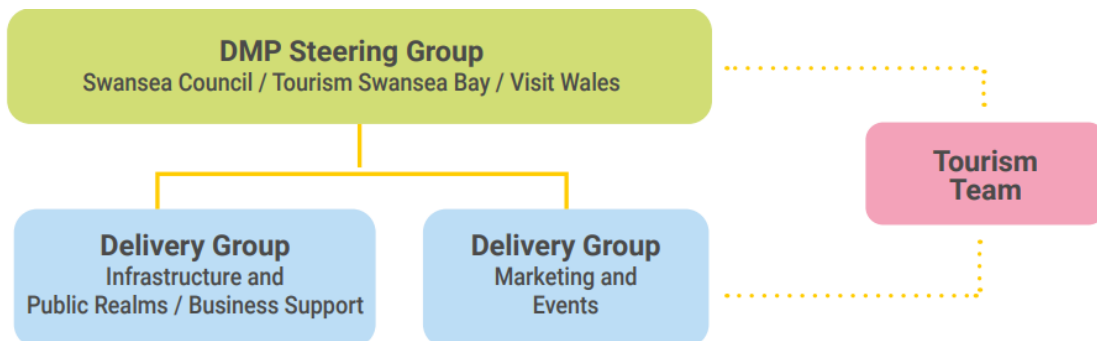 DMP Steering Group
Swansea Council / Tourism Swansea Bay / Visit Wales
Tourism
Team
Delivery Group
Infrastructure and
Public Realms / Business Support
Delivery Group
Marketing and
Events